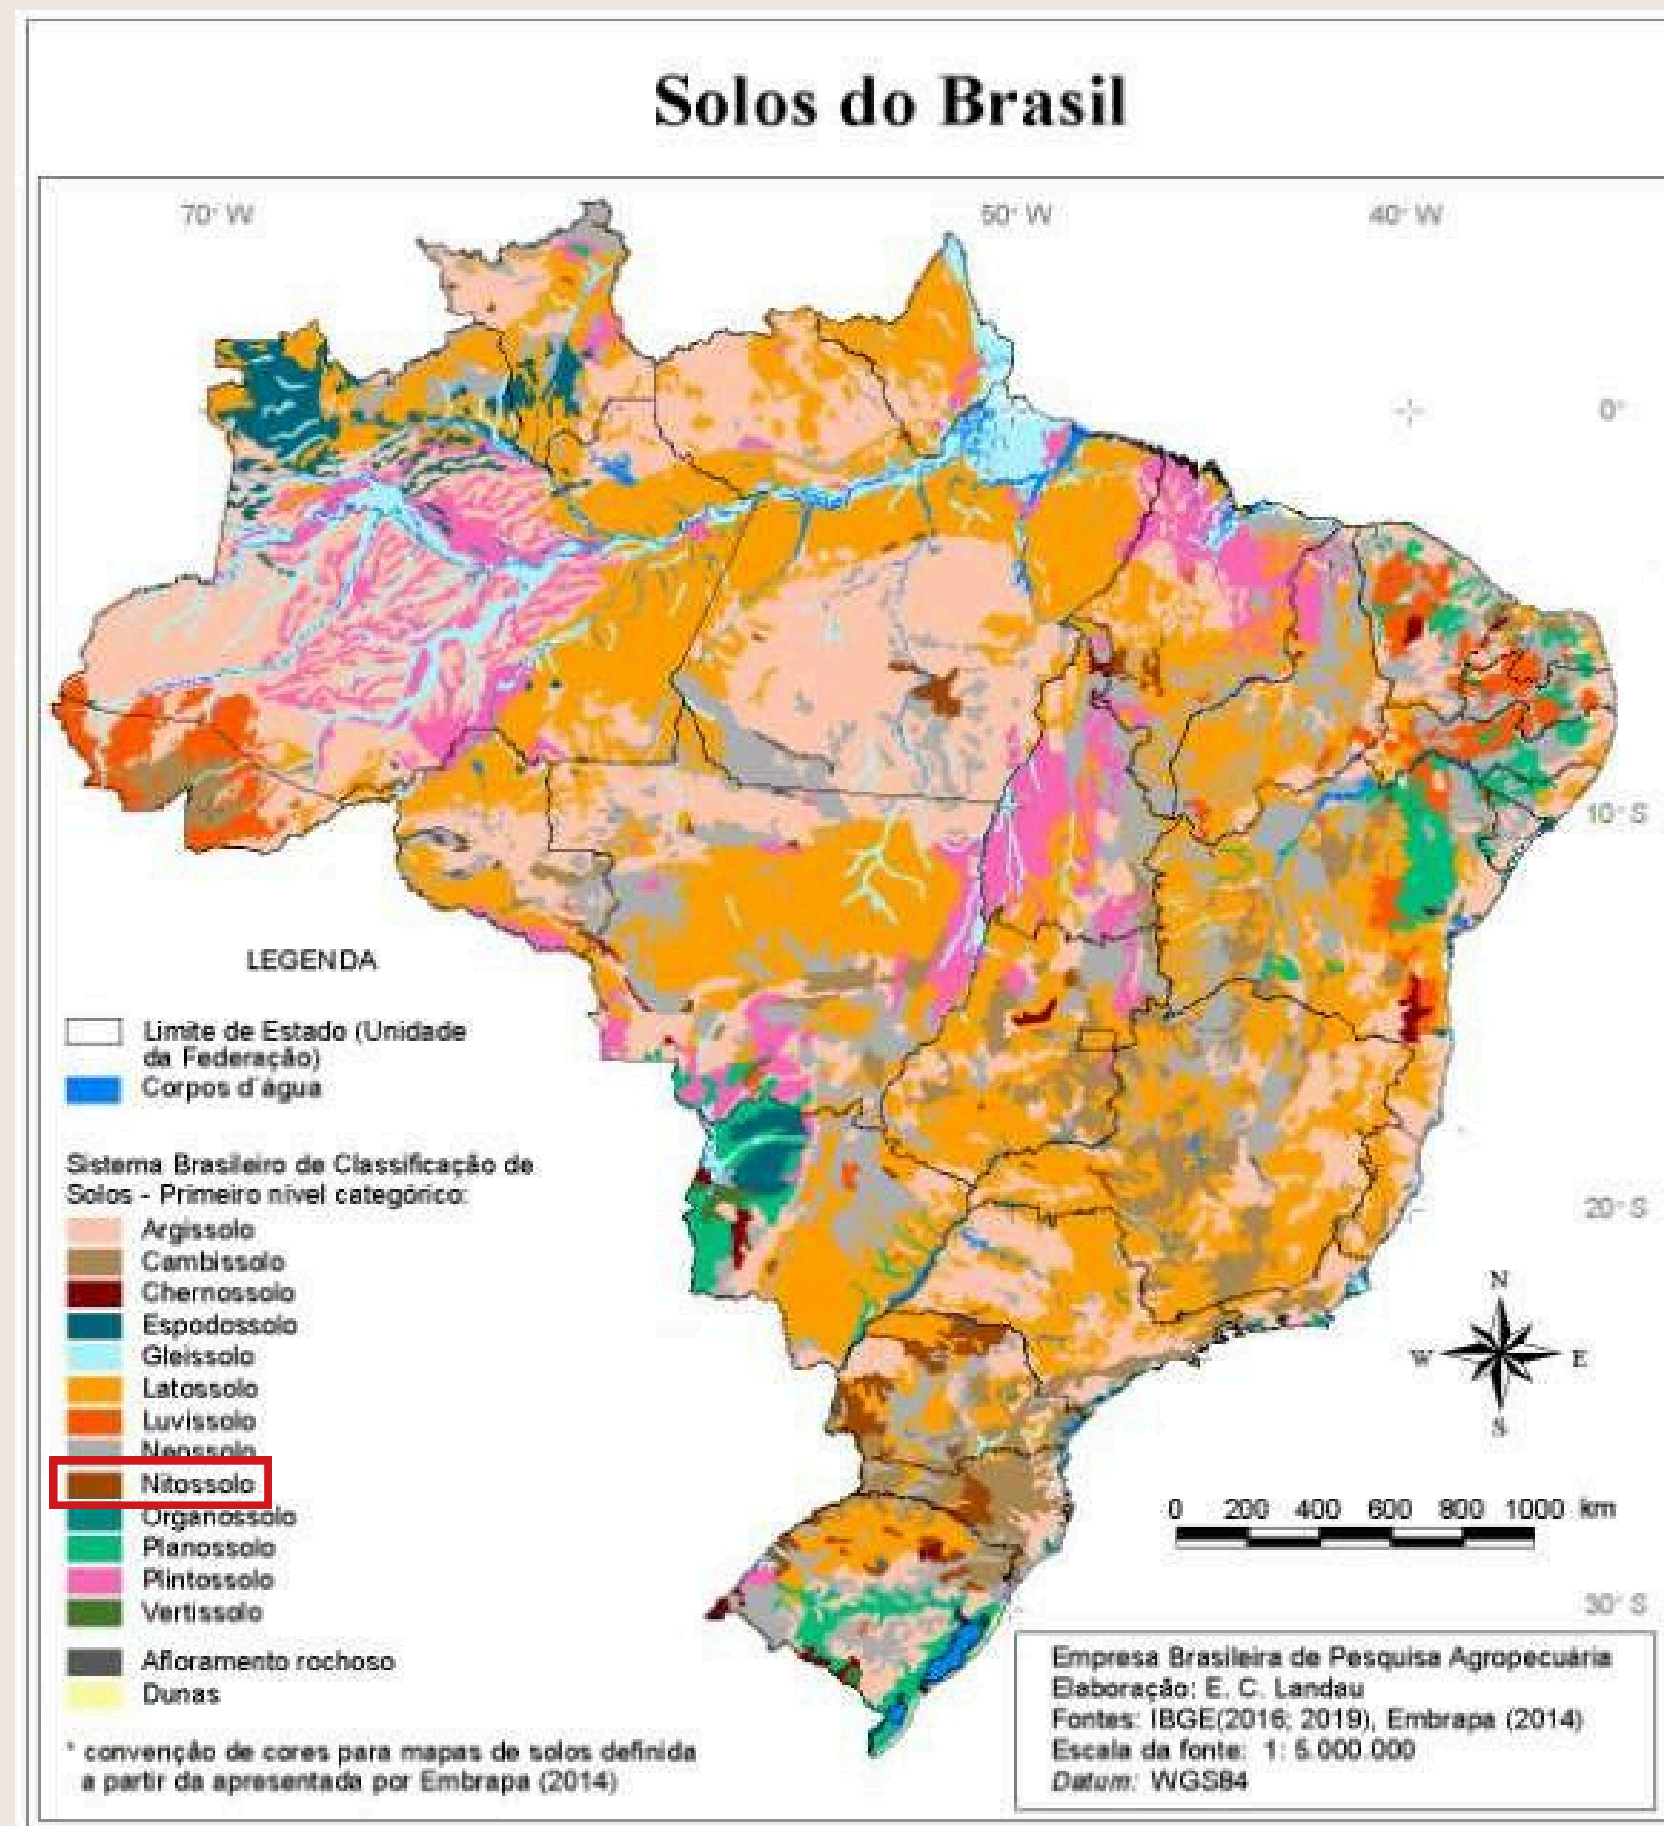 Solos do Brasil
70° W
50° W
40° W
0°
10° S
20° S
30° S
LEGENDA
Limite de Estado (Unidade
da Federação)
Corpos d'água
Sistema Brasileiro de Classificação de
Solos - Primeiro nível categórico:
Argissolo
Cambissolo
Chernossolo
Espodossolo
Gleissolo
Latossolo
Luvissolo
Neossolo
Nitossolo
Organossolo
Planossolo
Plintossolo
Vertissolo
Afloramento rochoso
Dunas
* convenção de cores para mapas de solos definida
a partir da apresentada por Embrapa (2014)
N
W
E
S
0 200 400 600 800 1000 km
Empresa Brasileira de Pesquisa Agropecuária
Elaboração: E. C. Landau
Fontes: IBGE(2016; 2019), Embrapa (2014)
Escala da fonte: 1: 5.000.000
Datum: WGS84